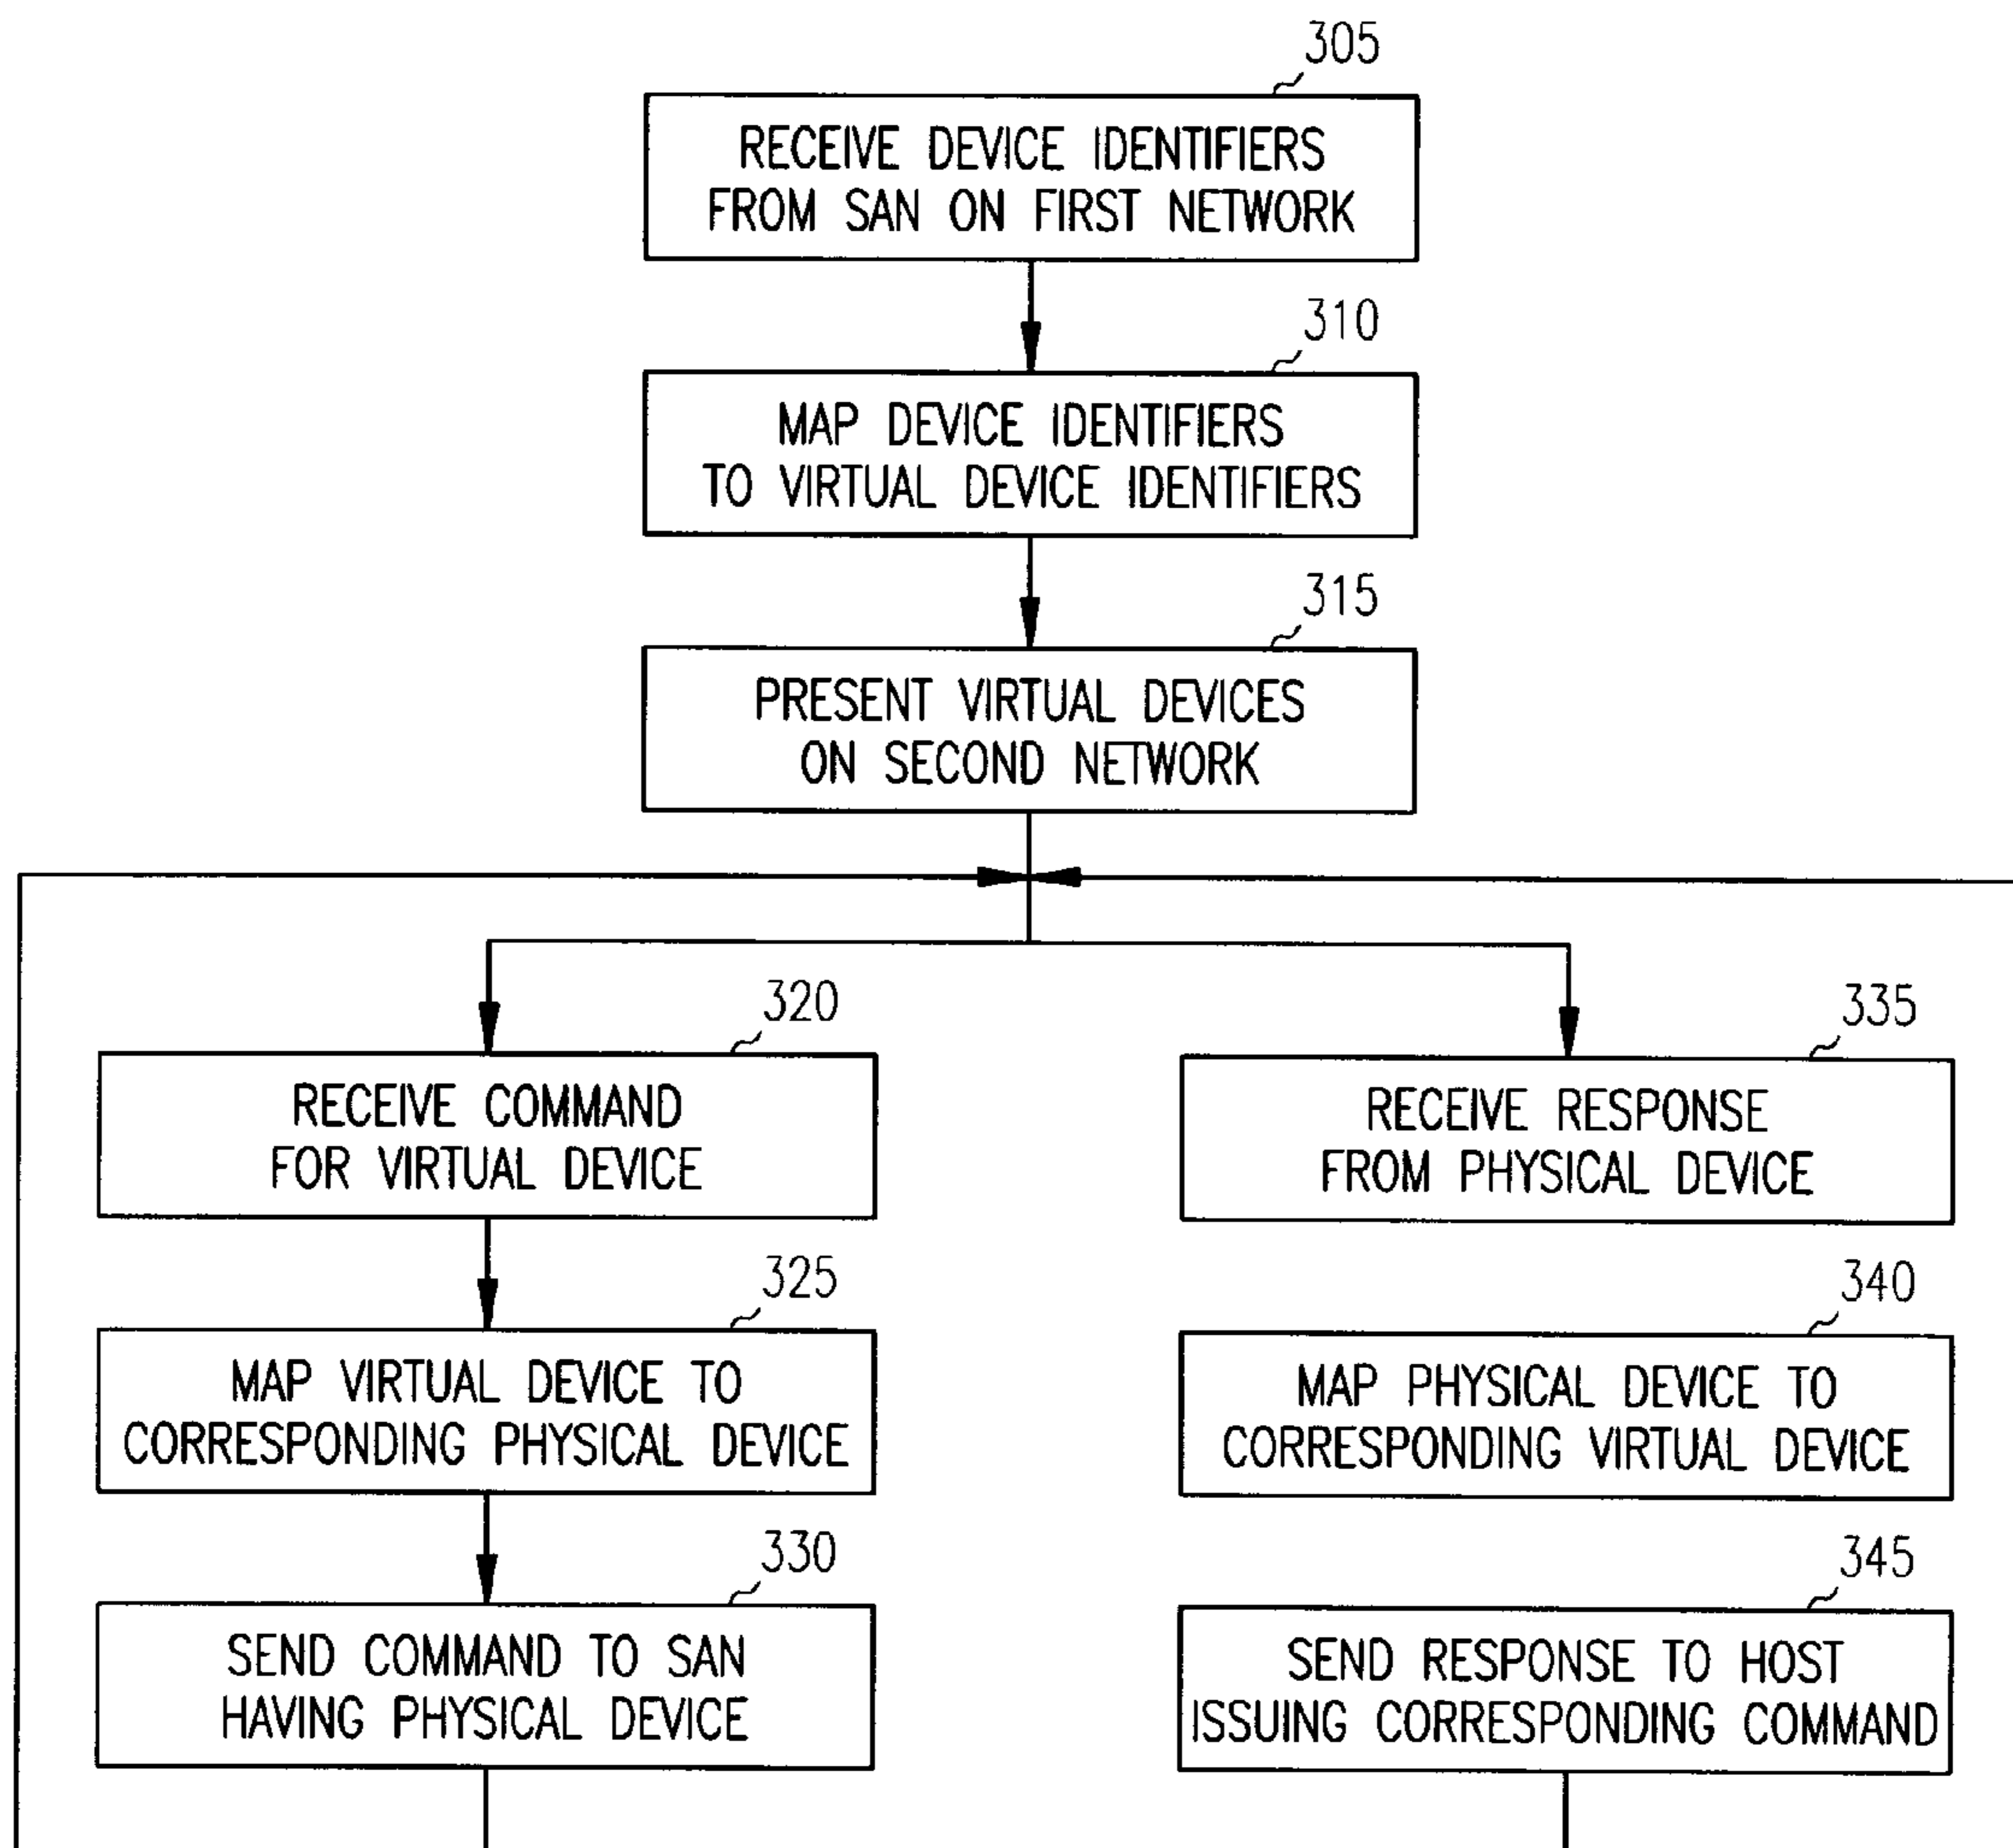 305
RECEIVE DEVICE IDENTIFIERS
FROM SAN ON FIRST NETWORK
310
MAP DEVICE IDENTIFIERS
TO VIRTUAL DEVICE IDENTIFIERS
315
PRESENT VIRTUAL DEVICES
ON SECOND NETWORK
320
RECEIVE COMMAND
FOR VIRTUAL DEVICE
325
MAP VIRTUAL DEVICE TO
CORRESPONDING PHYSICAL DEVICE
330
SEND COMMAND TO SAN
HAVING PHYSICAL DEVICE
335
RECEIVE RESPONSE
FROM PHYSICAL DEVICE
340
MAP PHYSICAL DEVICE TO
CORRESPONDING VIRTUAL DEVICE
345
SEND RESPONSE TO HOST
ISSUING CORRESPONDING COMMAND